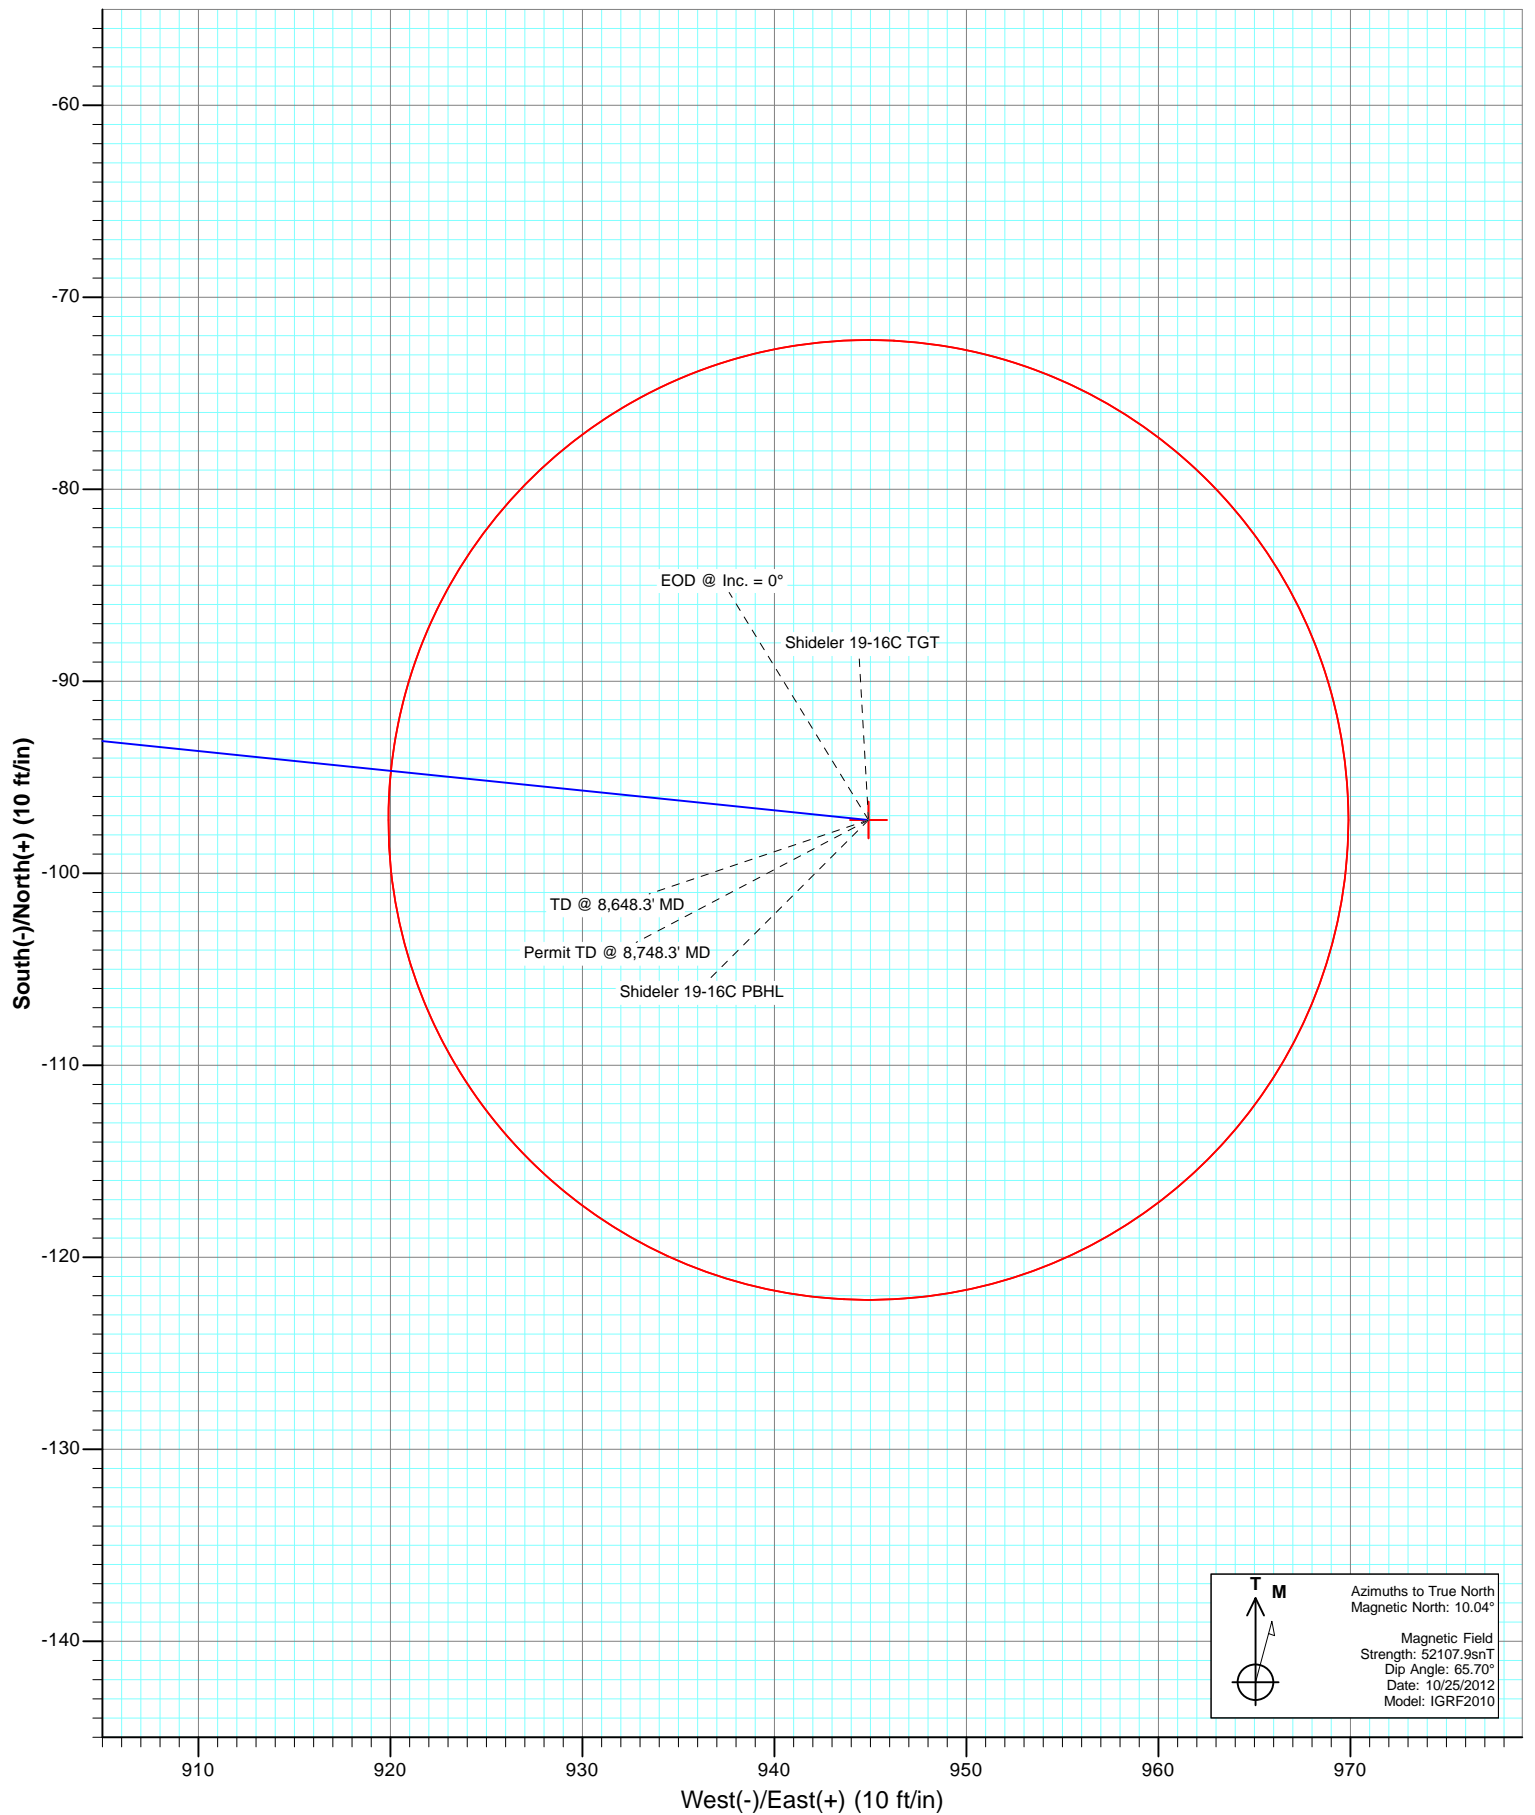 -60
-70
-80
-90
-100
-110
-120
-130
-140
South(-)/North(+) (10 ft/in)
EOD @ Inc. = 0°
Shideler 19-16C TGT
TD @ 8,648.3' MD
Permit TD @ 8,748.3' MD
Shideler 19-16C PBHL
T M
Azimuths to True North
Magnetic North: 10.04°
Magnetic Field
Strength: 52107.9snT
Dip Angle: 65.70°
Date: 10/25/2012
Model: IGRF2010
910 920 930 940 950 960 970
West(-)/East(+) (10 ft/in)